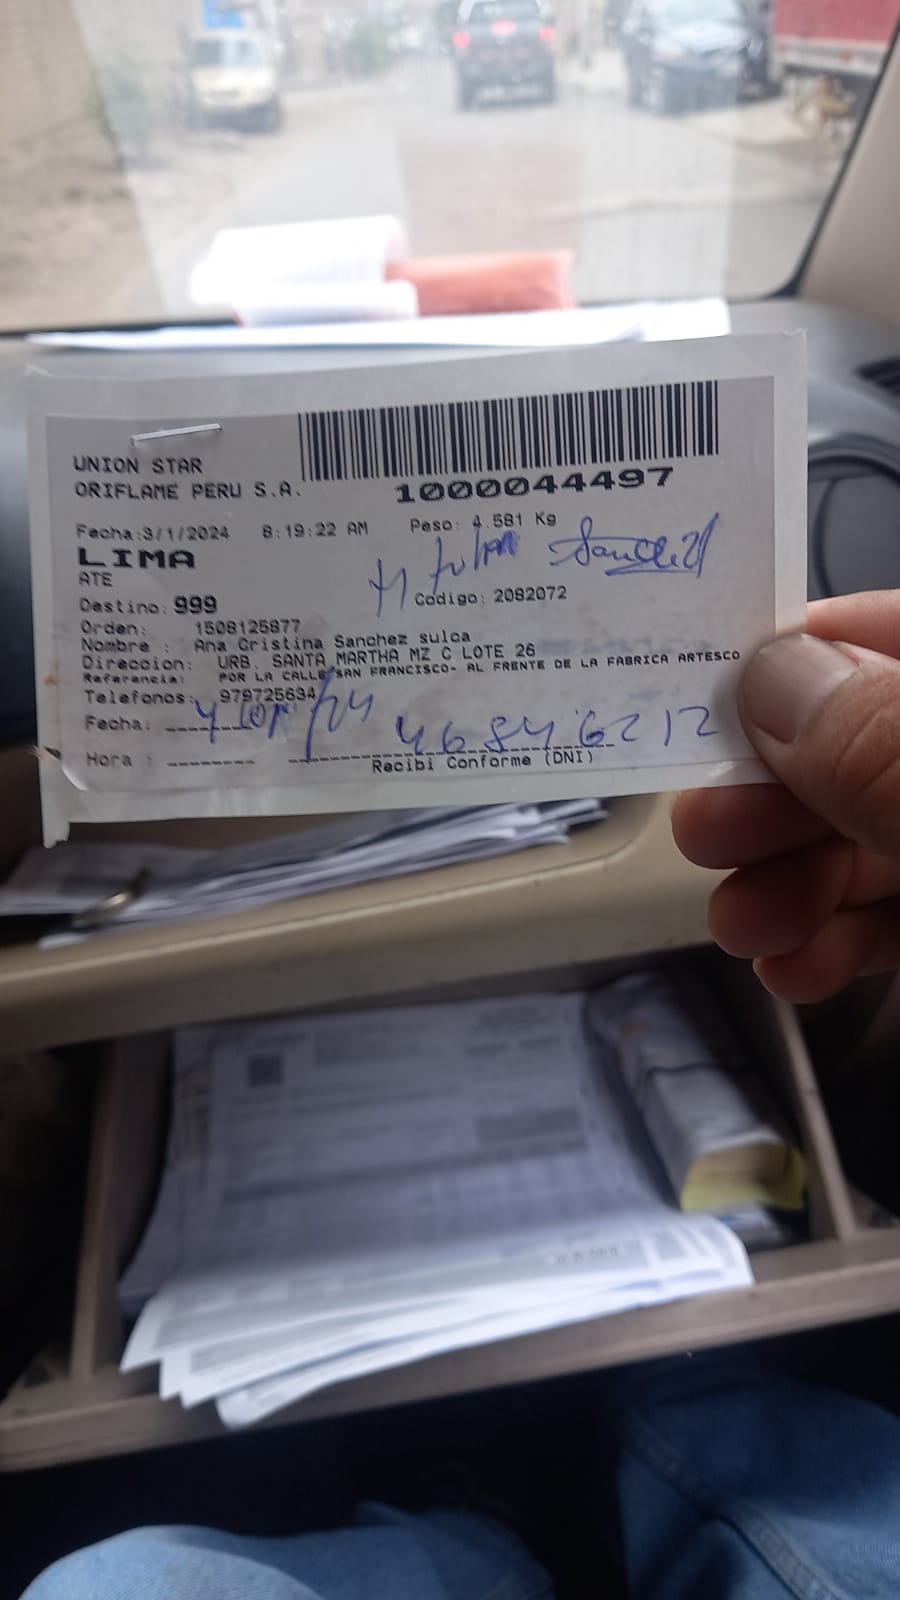 UNION STAR
ORIFLAME PERU S.A.
1000044497
Fecha:3/1/2024 8:19:22 AM Peso: 4.581 Kg
LIMA
ATE
Titular
Codigo: 2082072
Destino: 999
Orden: 1508125877
Nombre : Ana Cristina Sanchez sulca
Direccion: URB. SANTA MARTHA MZ C LOTE 26
Referencia: POR LA CALLE SAN FRANCISCO- AL FRENTE DE LA FABRICA ARTESCO
Telefonos: 979725634
Fecha: 4/01/24
Hora :
Recibi Conforme (DNI)